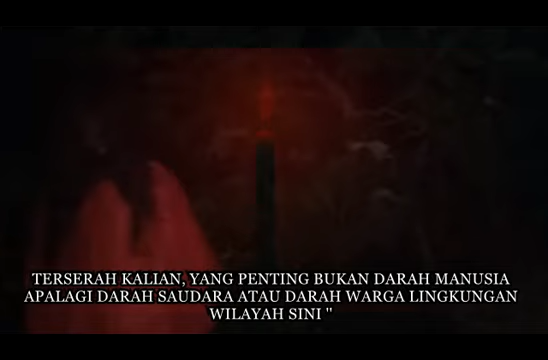 TERSERAH KALIAN, YANG PENTING BUKAN DARAH MANUSIA
APALAGI DARAH SAUDARA ATAU DARAH WARGA LINGKUNGAN
WILAYAH SINI "